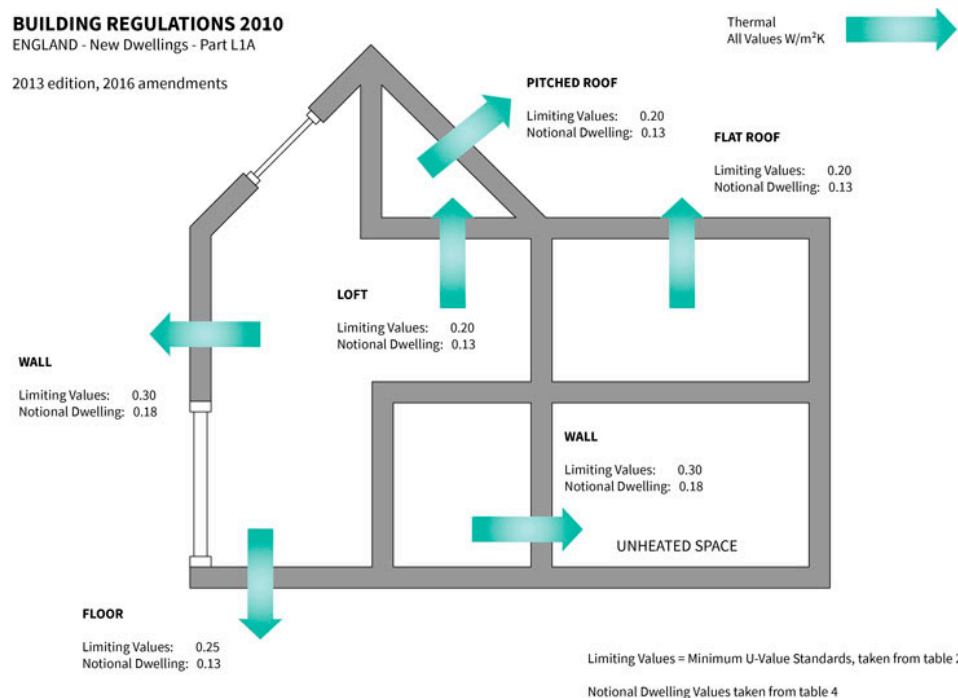 BUILDING REGULATIONS 2010
ENGLAND - New Dwellings - Part L1A
2013 edition, 2016 amendments
Thermal
All Values W/m²K
PITCHED ROOF
Limiting Values: 0.20
Notional Dwelling: 0.13
FLAT ROOF
Limiting Values: 0.20
Notional Dwelling: 0.13
LOFT
Limiting Values: 0.20
Notional Dwelling: 0.13
WALL
Limiting Values: 0.30
Notional Dwelling: 0.18
WALL
Limiting Values: 0.30
Notional Dwelling: 0.18
UNHEATED SPACE
FLOOR
Limiting Values: 0.25
Notional Dwelling: 0.13
Limiting Values = Minimum U-Value Standards, taken from table 2
Notional Dwelling Values taken from table 4